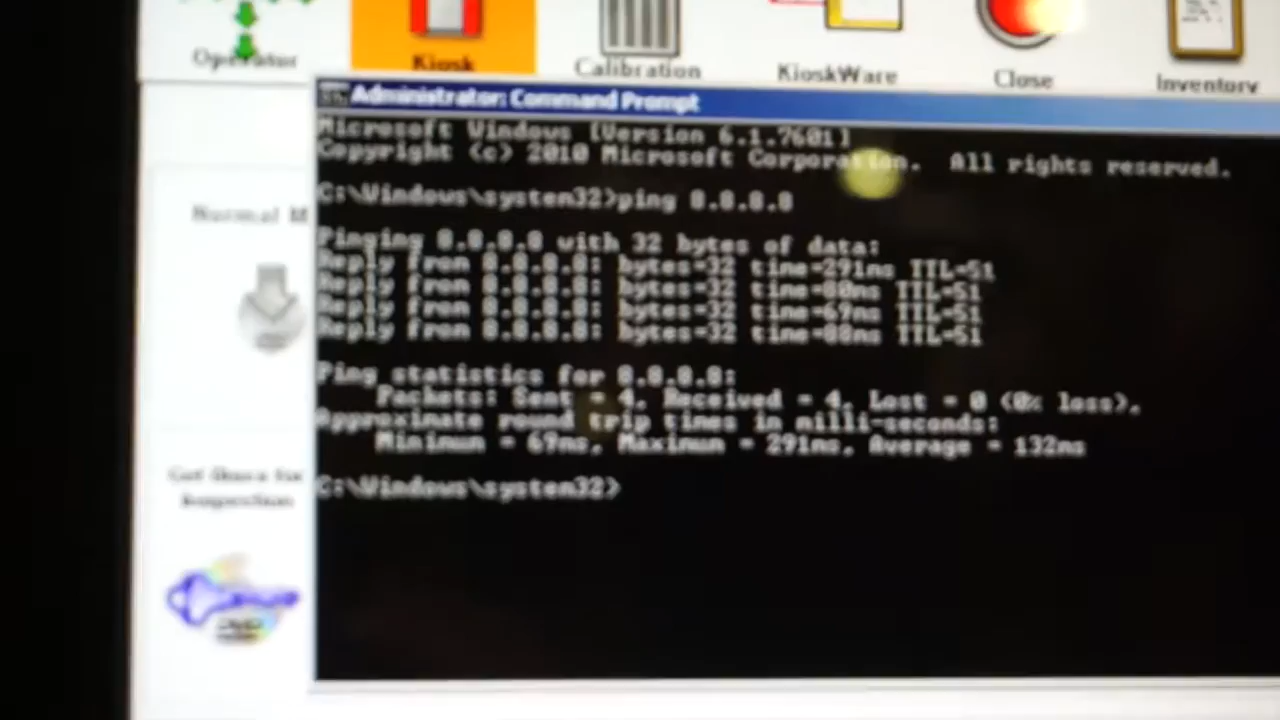 Operator
Kiosk
Calibration
KioskWare
Close
Inventory
Administrator: Command Prompt
Microsoft Windows [Version 6.1.7601]
Copyright (c) 2010 Microsoft Corporation. All rights reserved.
C:\Windows\system32>ping 8.8.8.8
Pinging 8.8.8.8 with 32 bytes of data:
Reply from 8.8.8.8: bytes=32 time=291ms TTL=51
Reply from 8.8.8.8: bytes=32 time=80ms TTL=51
Reply from 8.8.8.8: bytes=32 time=69ms TTL=51
Reply from 8.8.8.8: bytes=32 time=88ms TTL=51
Ping statistics for 8.8.8.8:
Packets: Sent = 4, Received = 4, Lost = 0 (0% loss),
Approximate round trip times in milli-seconds:
Minimum = 69ms, Maximum = 291ms, Average = 132ms
C:\Windows\system32>
Normal M
Get Discs for
Inspection
DVD